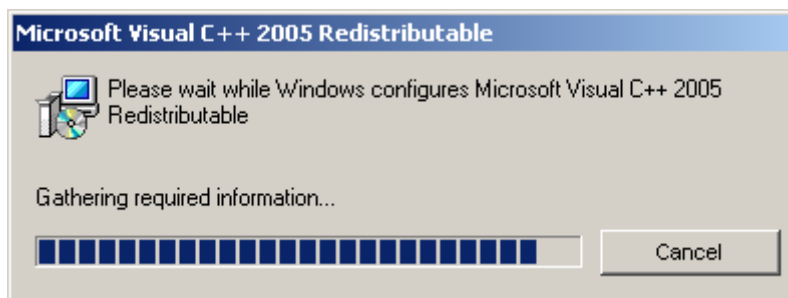 Microsoft Visual C++ 2005 Redistributable
Please wait while Windows configures Microsoft Visual C++ 2005
Redistributable
Gathering required information...
Cancel